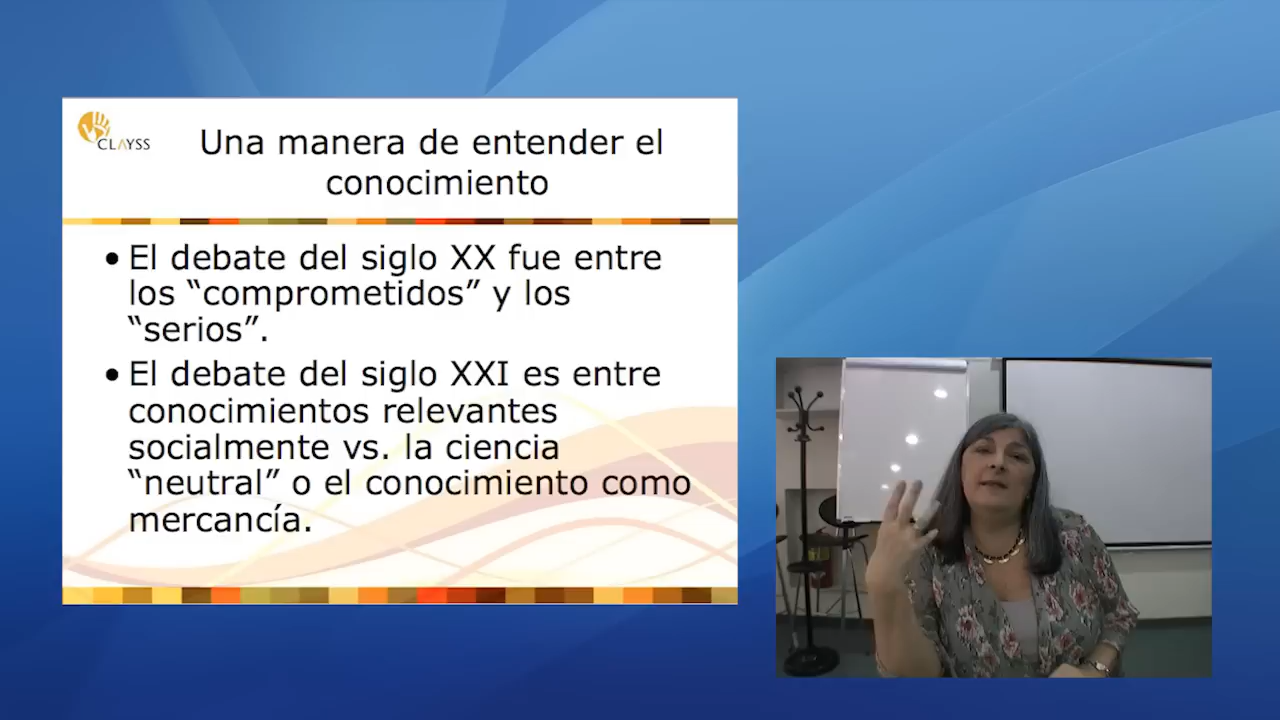 CLAYSS
Una manera de entender el
conocimiento
• El debate del siglo XX fue entre
los “comprometidos” y los
“serios”.
• El debate del siglo XXI es entre
conocimientos relevantes
socialmente vs. la ciencia
“neutral” o el conocimiento como
mercancía.